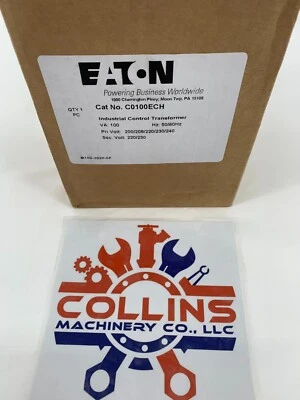 EATON
Powering Business Worldwide
1000 Cherrington Pkwy, Moon Twp, PA 15108
QTY 1
PC
Cat No. C0100ECH
Industrial Control Transformer
VA: 100 Hz: 50/60Hz
Pri Volt: 200/208/220/230/240
Sec. Volt: 220/230
COLLINS
MACHINERY CO., LLC